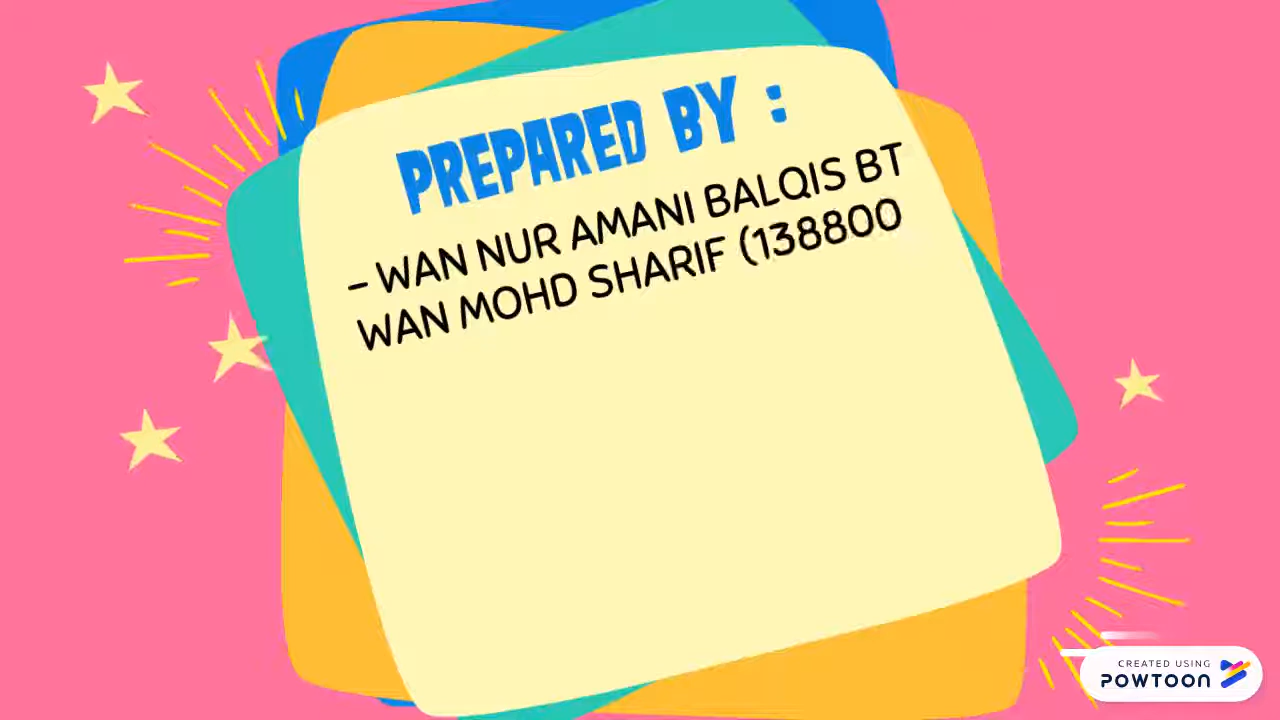 PREPARED BY :
– WAN NUR AMANI BALQIS BT
WAN MOHD SHARIF (138800
CREATED USING
POWTOON